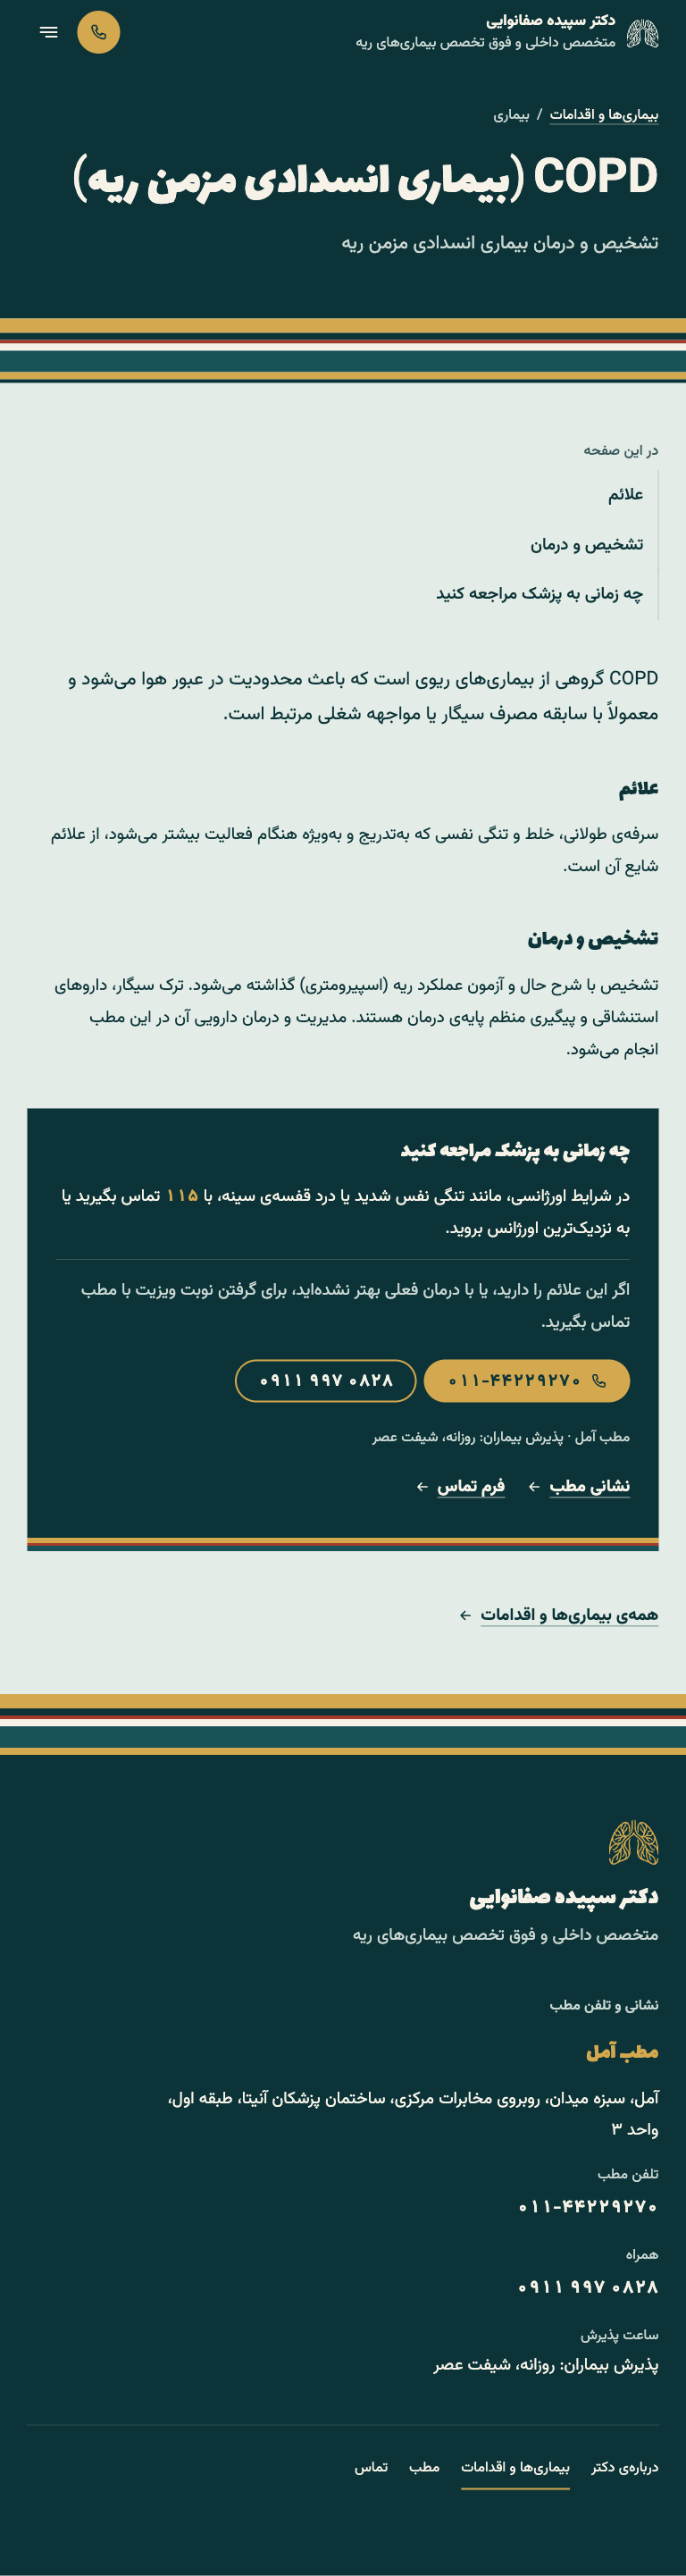 دکتر سپیده صفانوایی
متخصص داخلی و فوق تخصص بیماری‌های ریه
بیماری‌ها و اقدامات / بیماری
COPD (بیماری انسدادی مزمن ریه)
تشخیص و درمان بیماری انسدادی مزمن ریه
در این صفحه
علائم
تشخیص و درمان
چه زمانی به پزشک مراجعه کنید
COPD گروهی از بیماری‌های ریوی است که باعث محدودیت در عبور هوا می‌شود و
معمولاً با سابقه مصرف سیگار یا مواجهه شغلی مرتبط است.
علائم
سرفه‌ی طولانی، خلط و تنگی نفسی که به‌تدریج و به‌ویژه هنگام فعالیت بیشتر می‌شود، از علائم
شایع آن است.
تشخیص و درمان
تشخیص با شرح حال و آزمون عملکرد ریه (اسپیرومتری) گذاشته می‌شود. ترک سیگار، داروهای
استنشاقی و پیگیری منظم پایه‌ی درمان هستند. مدیریت و درمان دارویی آن در این مطب
انجام می‌شود.
چه زمانی به پزشک مراجعه کنید
در شرایط اورژانسی، مانند تنگی نفس شدید یا درد قفسه‌ی سینه، با ۱۱۵ تماس بگیرید یا
به نزدیک‌ترین اورژانس بروید.
اگر این علائم را دارید، یا با درمان فعلی بهتر نشده‌اید، برای گرفتن نوبت ویزیت با مطب
تماس بگیرید.
۰۱۱-۴۴۲۲۹۲۷۰ ۰۹۱۱ ۹۹۷ ۰۸۲۸
مطب آمل · پذیرش بیماران: روزانه، شیفت عصر
نشانی مطب ← فرم تماس ←
همه‌ی بیماری‌ها و اقدامات ←
دکتر سپیده صفانوایی
متخصص داخلی و فوق تخصص بیماری‌های ریه
نشانی و تلفن مطب
مطب آمل
آمل، سبزه میدان، روبروی مخابرات مرکزی، ساختمان پزشکان آنیتا، طبقه اول،
واحد ۳
تلفن مطب
۰۱۱-۴۴۲۲۹۲۷۰
همراه
۰۹۱۱ ۹۹۷ ۰۸۲۸
ساعت پذیرش
پذیرش بیماران: روزانه، شیفت عصر
درباره‌ی دکتر بیماری‌ها و اقدامات مطب تماس